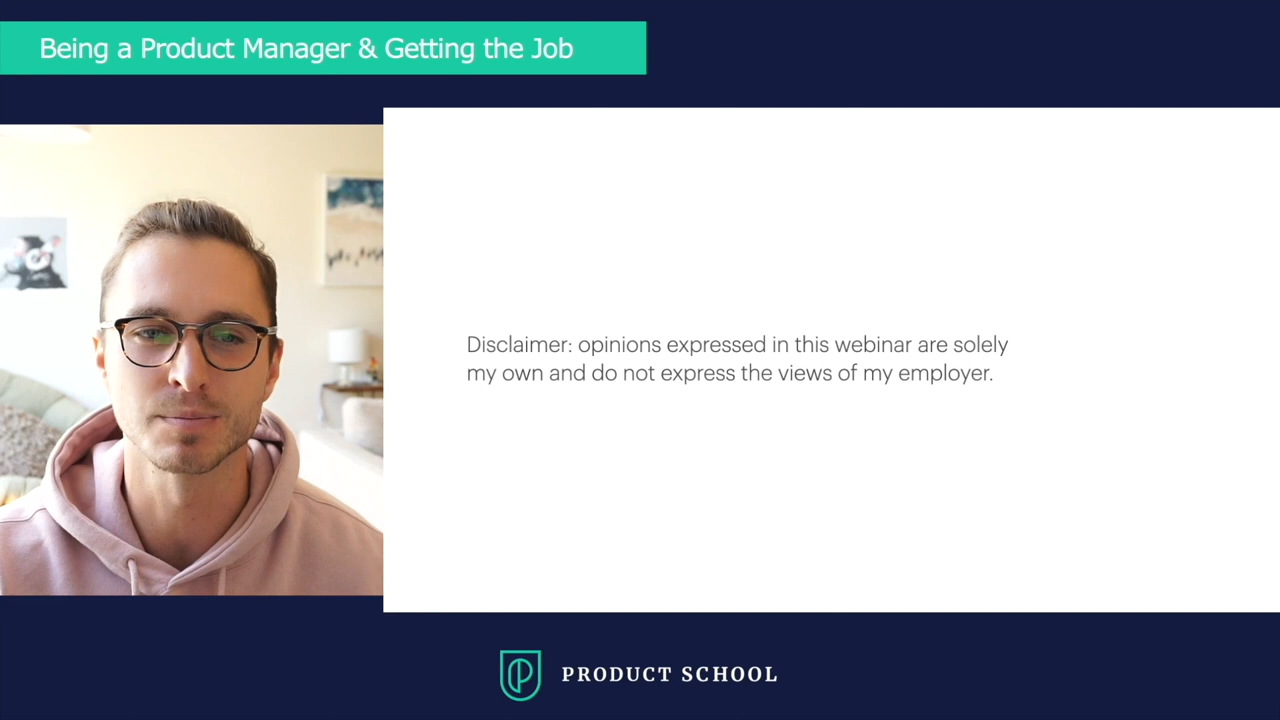 Being a Product Manager & Getting the Job
Disclaimer: opinions expressed in this webinar are solely
my own and do not express the views of my employer.
PRODUCT SCHOOL